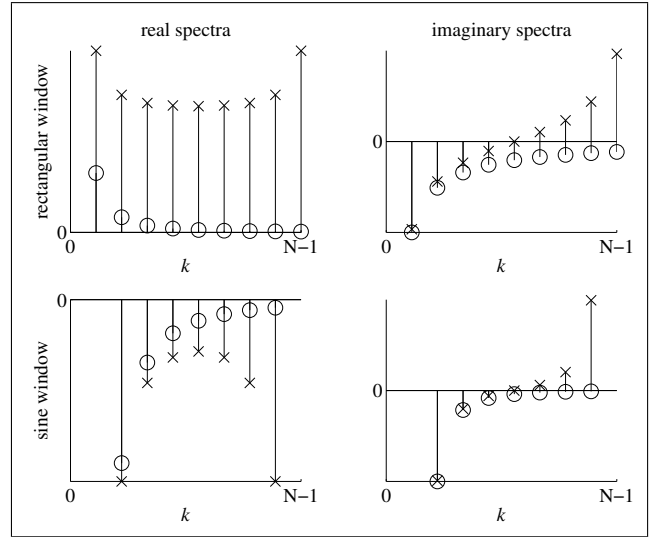 real spectra
imaginary spectra
rectangular window
0
0
N−1
k
0
0
N−1
k
sine window
0
0
N−1
k
0
0
N−1
k